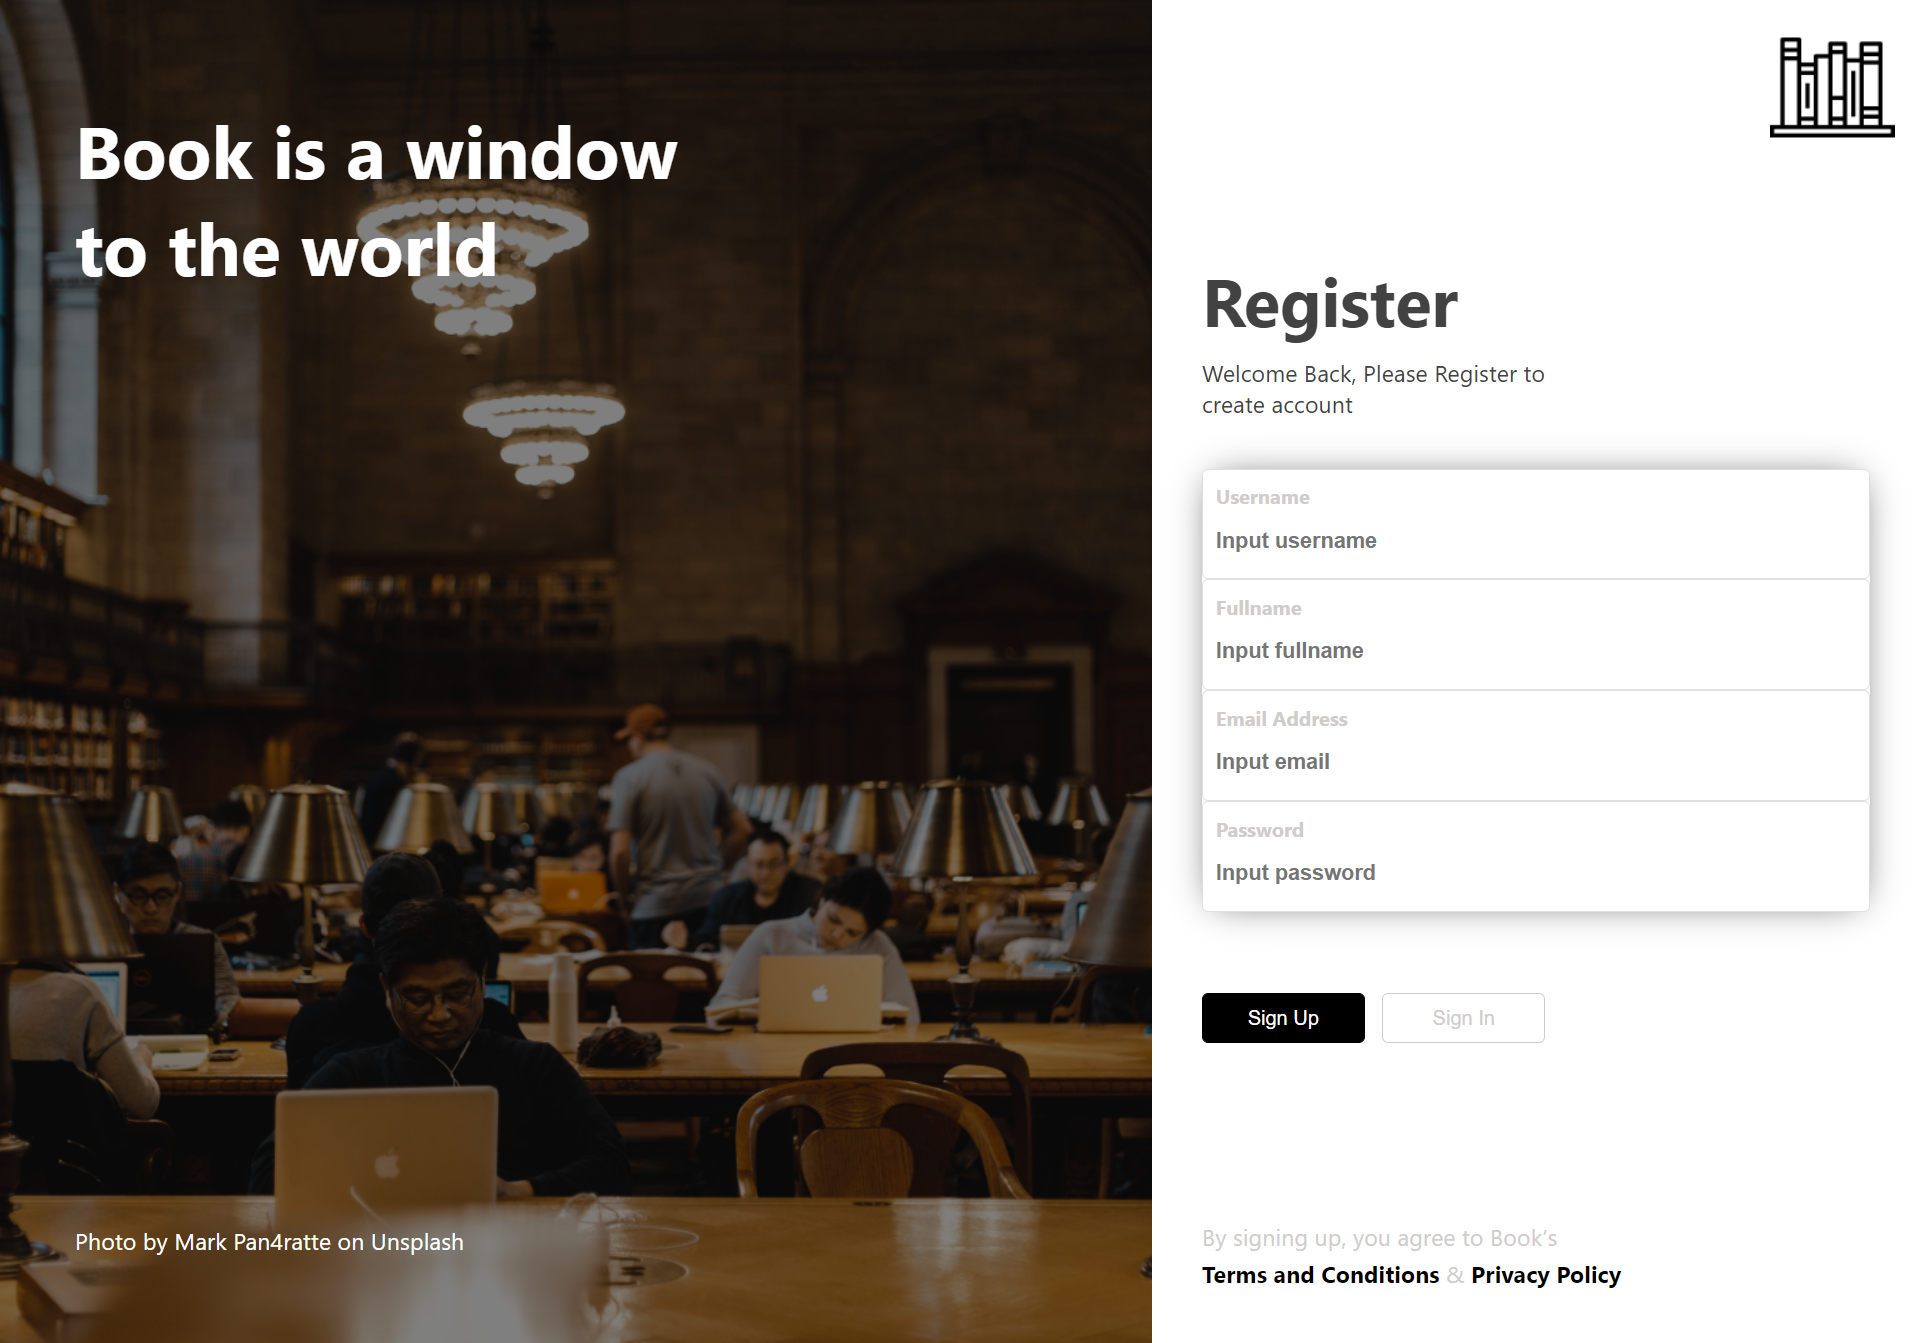 Book is a window
to the world
Photo by Mark Pan4ratte on Unsplash
Register
Welcome Back, Please Register to
create account
Username
Input username
Fullname
Input fullname
Email Address
Input email
Password
Input password
Sign Up
Sign In
By signing up, you agree to Book’s
Terms and Conditions & Privacy Policy